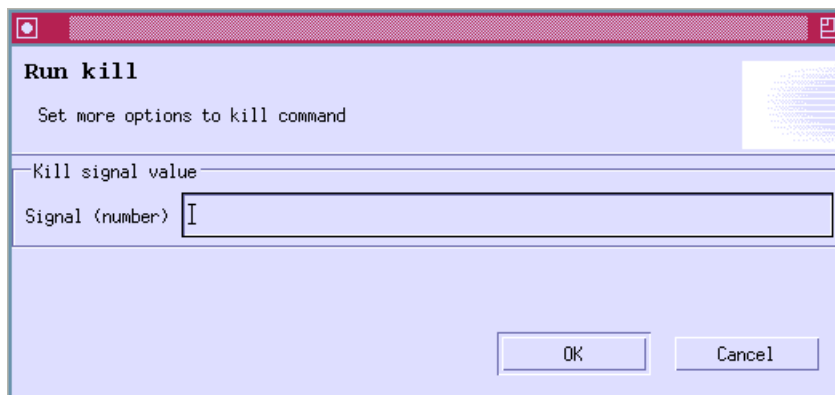 Run kill
Set more options to kill command
Kill signal value
Signal (number)
OK
Cancel